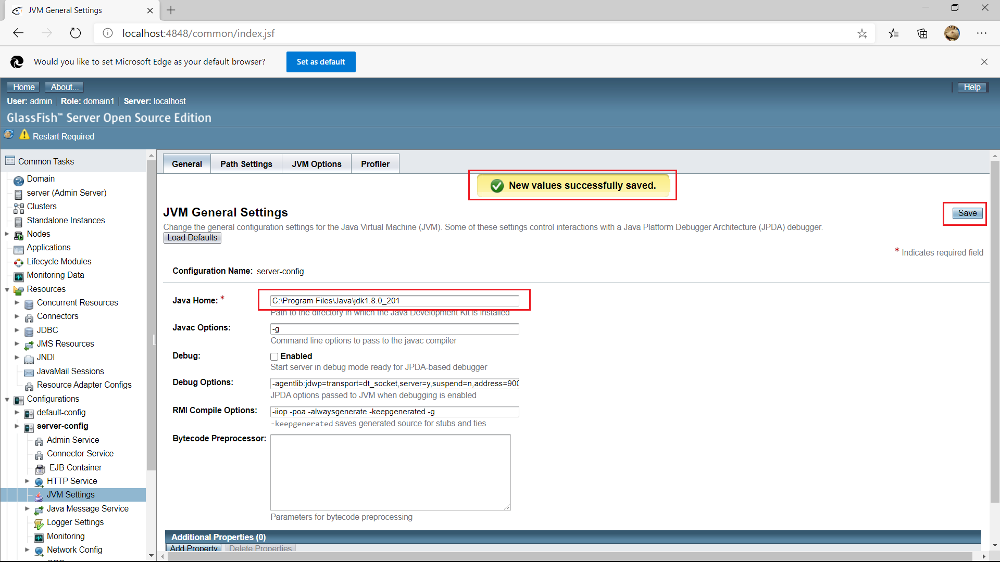 JVM General Settings
localhost:4848/common/index.jsf
Would you like to set Microsoft Edge as your default browser?
Set as default
Home
About...
Help
User: admin
Role: domain1
Server: localhost
GlassFish™ Server Open Source Edition
Restart Required
Common Tasks
Domain
server (Admin Server)
Clusters
Standalone Instances
Nodes
Applications
Lifecycle Modules
Monitoring Data
Resources
Concurrent Resources
Connectors
JDBC
JMS Resources
JNDI
JavaMail Sessions
Resource Adapter Configs
Configurations
default-config
server-config
Admin Service
Connector Service
EJB Container
HTTP Service
JVM Settings
Java Message Service
Logger Settings
Monitoring
Network Config
General
Path Settings
JVM Options
Profiler
New values successfully saved.
JVM General Settings
Save
Change the general configuration settings for the Java Virtual Machine (JVM). Some of these settings control interactions with a Java Platform Debugger Architecture (JPDA) debugger.
Load Defaults
* Indicates required field
Configuration Name: server-config
Java Home: *
C:\Program Files\Java\jdk1.8.0_201
Path to the directory in which the Java Development Kit is installed
Javac Options:
-g
Command line options to pass to the javac compiler
Debug:
Enabled
Start server in debug mode ready for JPDA-based debugger
Debug Options:
-agentlib:jdwp=transport=dt_socket,server=y,suspend=n,address=900
JPDA options passed to JVM when debugging is enabled
RMI Compile Options:
-iiop -poa -alwaysgenerate -keepgenerated -g
-keepgenerated saves generated source for stubs and ties
Bytecode Preprocessor:
Parameters for bytecode preprocessing
Additional Properties (0)
Add Property
Delete Properties